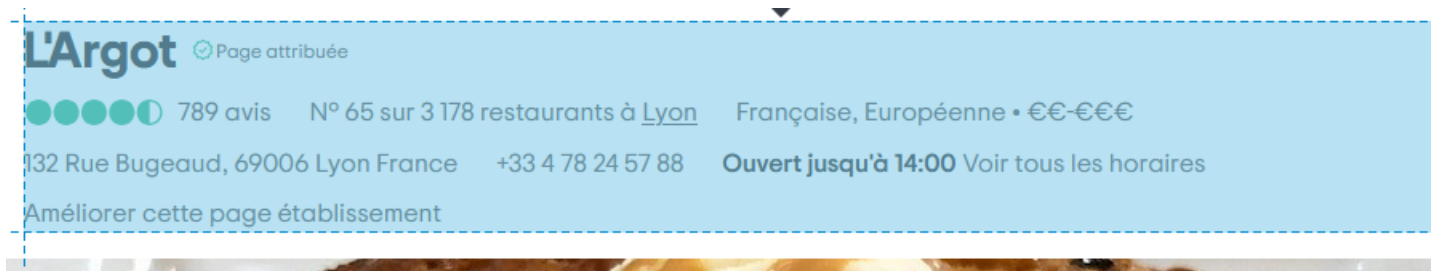 L'Argot Page attribuée
789 avis N° 65 sur 3 178 restaurants à Lyon Française, Européenne • €€-€€€
132 Rue Bugeaud, 69006 Lyon France +33 4 78 24 57 88 Ouvert jusqu'à 14:00 Voir tous les horaires
Améliorer cette page établissement